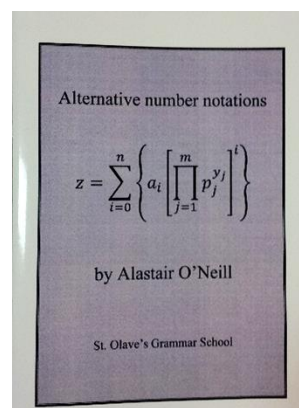 Alternative number notations
z = \sum_{i=0}^{n} \left\{ a_i \left[ \prod_{j=1}^{m} p_j^{y_j} \right]^i \right\}
by Alastair O'Neill
St. Olave's Grammar School